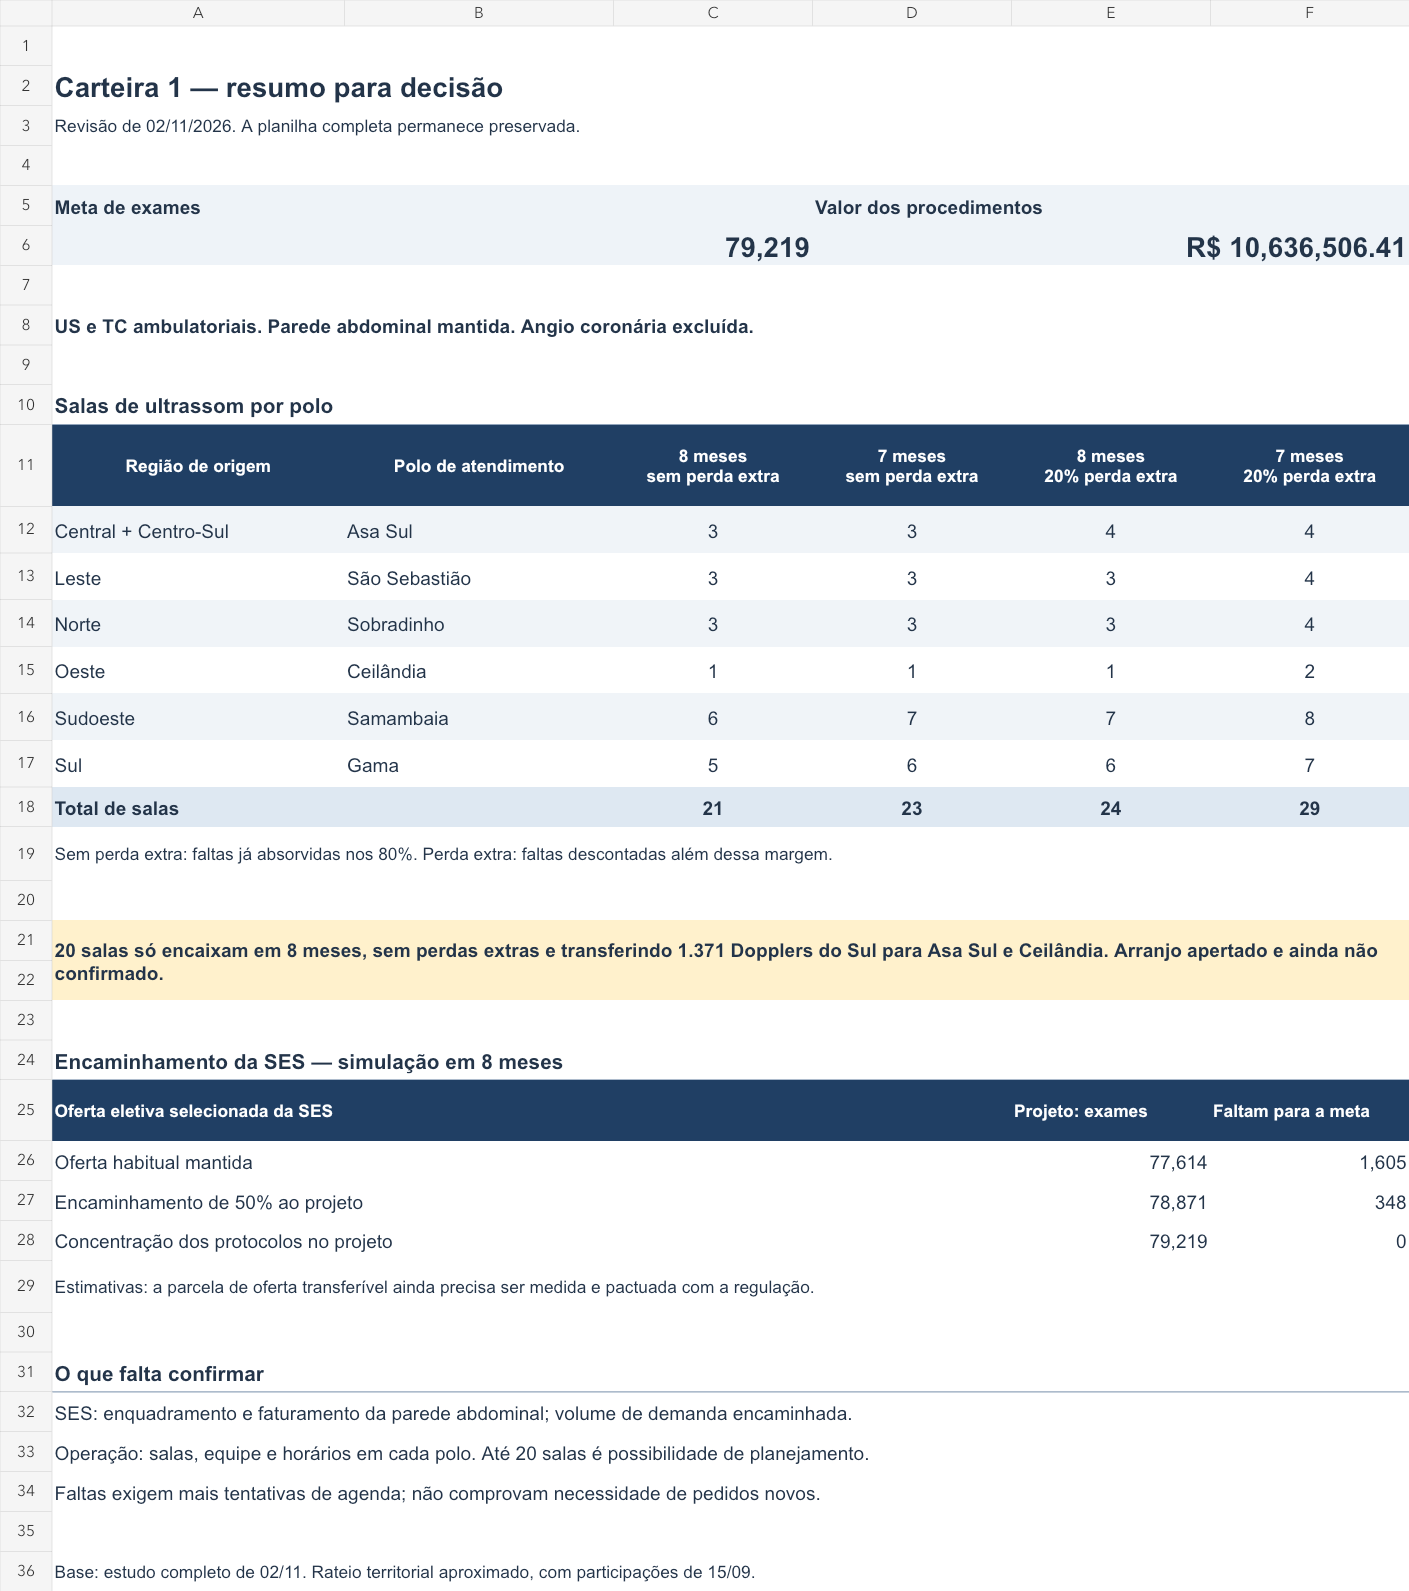 A B C D E F
1
2 Carteira 1 — resumo para decisão
3 Revisão de 02/11/2026. A planilha completa permanece preservada.
4
5 Meta de exames Valor dos procedimentos
6 79,219 R$ 10,636,506.41
7
8 US e TC ambulatoriais. Parede abdominal mantida. Angio coronária excluída.
9
10 Salas de ultrassom por polo
11 Região de origem Polo de atendimento 8 meses sem perda extra 7 meses sem perda extra 8 meses 20% perda extra 7 meses 20% perda extra
12 Central + Centro-Sul Asa Sul 3 3 4 4
13 Leste São Sebastião 3 3 3 4
14 Norte Sobradinho 3 3 3 4
15 Oeste Ceilândia 1 1 1 2
16 Sudoeste Samambaia 6 7 7 8
17 Sul Gama 5 6 6 7
18 Total de salas 21 23 24 29
19 Sem perda extra: faltas já absorvidas nos 80%. Perda extra: faltas descontadas além dessa margem.
20
21 20 salas só encaixam em 8 meses, sem perdas extras e transferindo 1.371 Dopplers do Sul para Asa Sul e Ceilândia. Arranjo apertado e ainda não
22 confirmado.
23
24 Encaminhamento da SES — simulação em 8 meses
25 Oferta eletiva selecionada da SES Projeto: exames Faltam para a meta
26 Oferta habitual mantida 77,614 1,605
27 Encaminhamento de 50% ao projeto 78,871 348
28 Concentração dos protocolos no projeto 79,219 0
29 Estimativas: a parcela de oferta transferível ainda precisa ser medida e pactuada com a regulação.
30
31 O que falta confirmar
32 SES: enquadramento e faturamento da parede abdominal; volume de demanda encaminhada.
33 Operação: salas, equipe e horários em cada polo. Até 20 salas é possibilidade de planejamento.
34 Faltas exigem mais tentativas de agenda; não comprovam necessidade de pedidos novos.
35
36 Base: estudo completo de 02/11. Rateio territorial aproximado, com participações de 15/09.